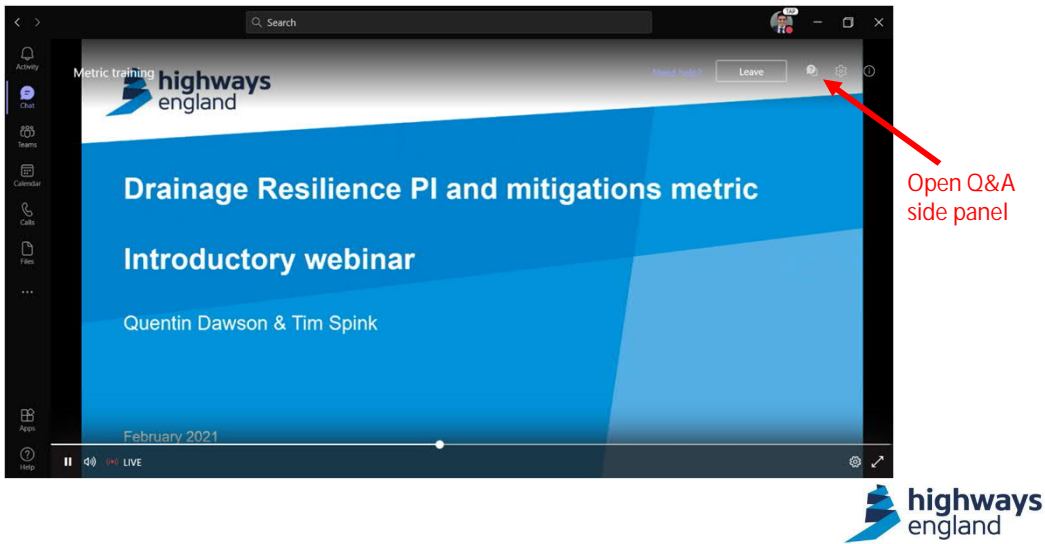 Search
TAP
Activity
Chat
Teams
Calendar
Calls
Files
Apps
Help
Metric training
Need help?
Leave
highways
england
Drainage Resilience PI and mitigations metric
Introductory webinar
Quentin Dawson & Tim Spink
February 2021
LIVE
Open Q&A
side panel
highways
england